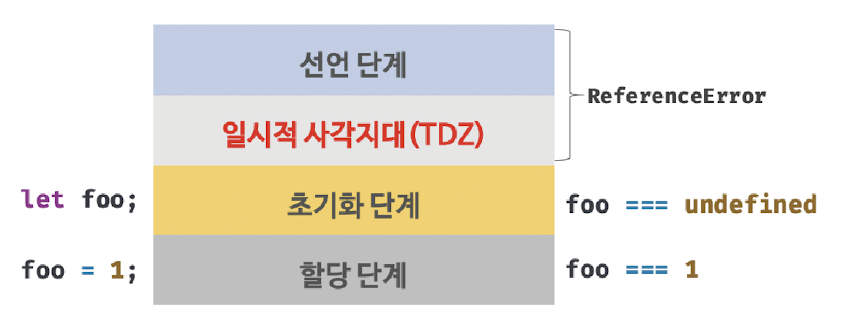 선언 단계
ReferenceError
일시적 사각지대(TDZ)
let foo;
초기화 단계
foo === undefined
foo = 1;
할당 단계
foo === 1